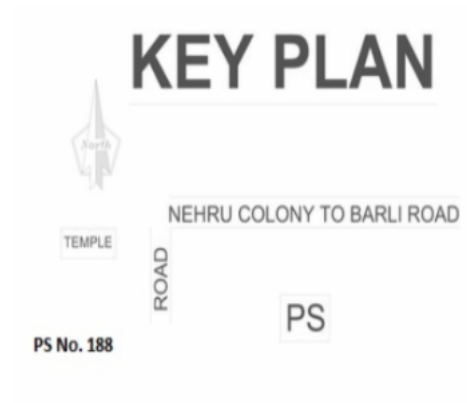 KEY PLAN
North
NEHRU COLONY TO BARLI ROAD
TEMPLE
ROAD
PS
PS No. 188